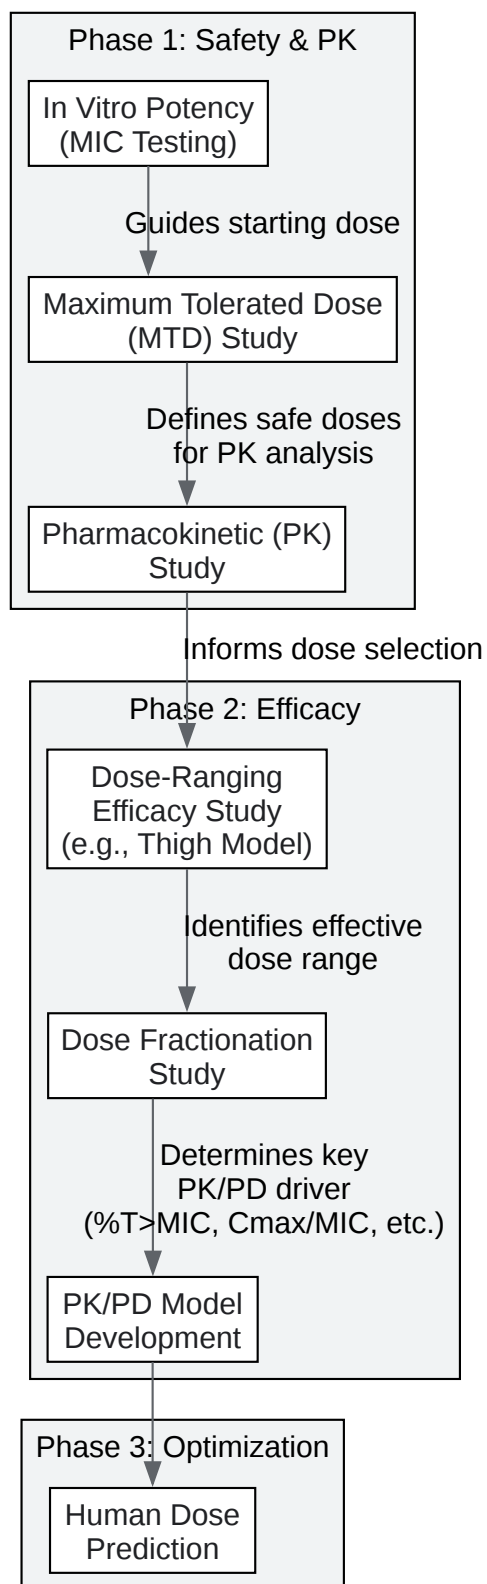 Phase 1: Safety & PK
In Vitro Potency
(MIC Testing)
Guides starting dose
Maximum Tolerated Dose
(MTD) Study
Defines safe doses
for PK analysis
Pharmacokinetic (PK)
Study
Informs dose selection
Phase 2: Efficacy
Dose-Ranging
Efficacy Study
(e.g., Thigh Model)
Identifies effective
dose range
Dose Fractionation
Study
Determines key
PK/PD driver
(%T>MIC, Cmax/MIC, etc.)
PK/PD Model
Development
Phase 3: Optimization
Human Dose
Prediction